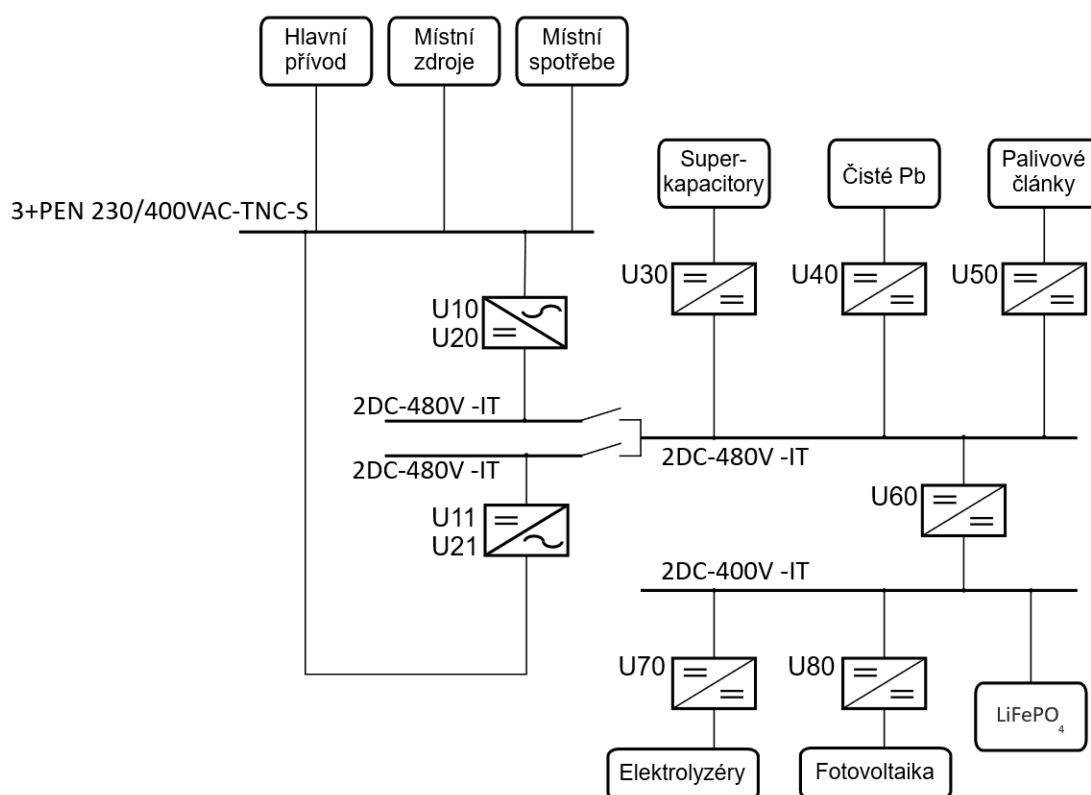 Hlavní
přívod
Místní
zdroje
Místní
spotřebe
Super-
kapacitory
Čisté Pb
Palivové
články
3+PEN 230/400VAC-TNC-S
U30
U40
U50
U10
U20
2DC-480V -IT
2DC-480V -IT
2DC-480V -IT
U11
U21
U60
2DC-400V -IT
U70
U80
LiFePO₄
Elektrolyzéry
Fotovoltaika